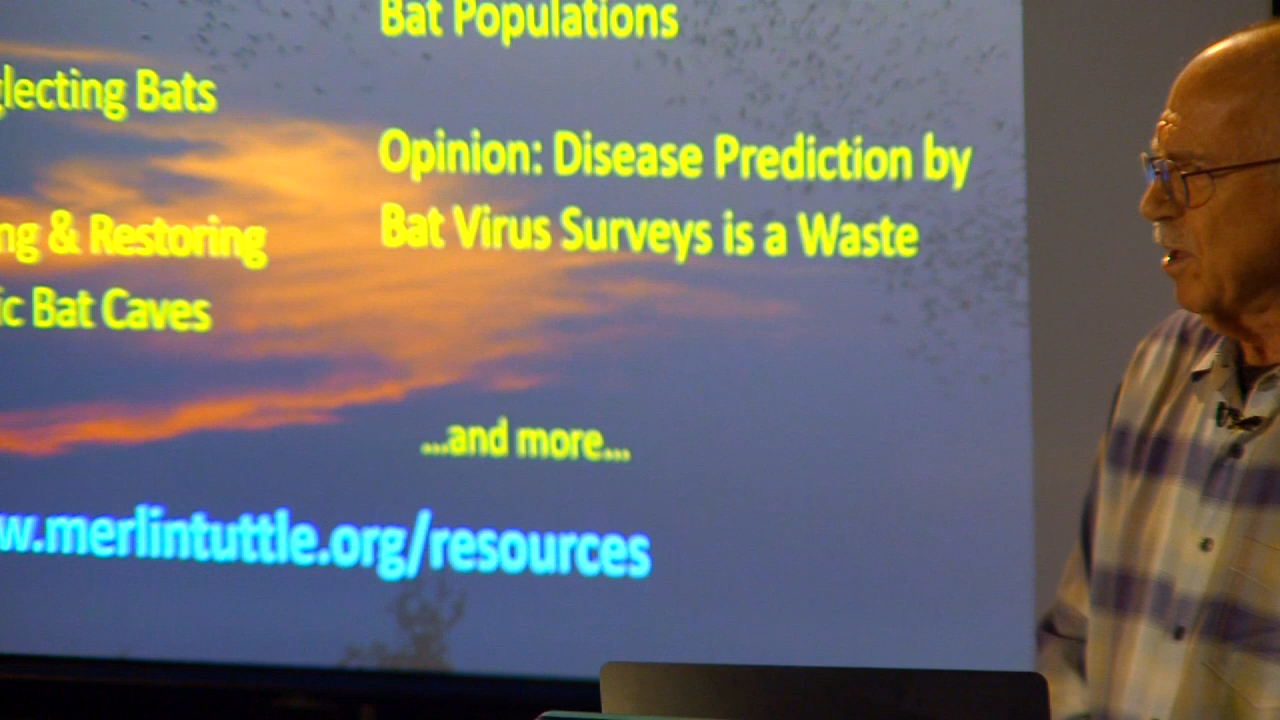 glecting Bats
ng & Restoring
ic Bat Caves
Bat Populations
Opinion: Disease Prediction by
Bat Virus Surveys is a Waste
...and more...
w.merlintuttle.org/resources